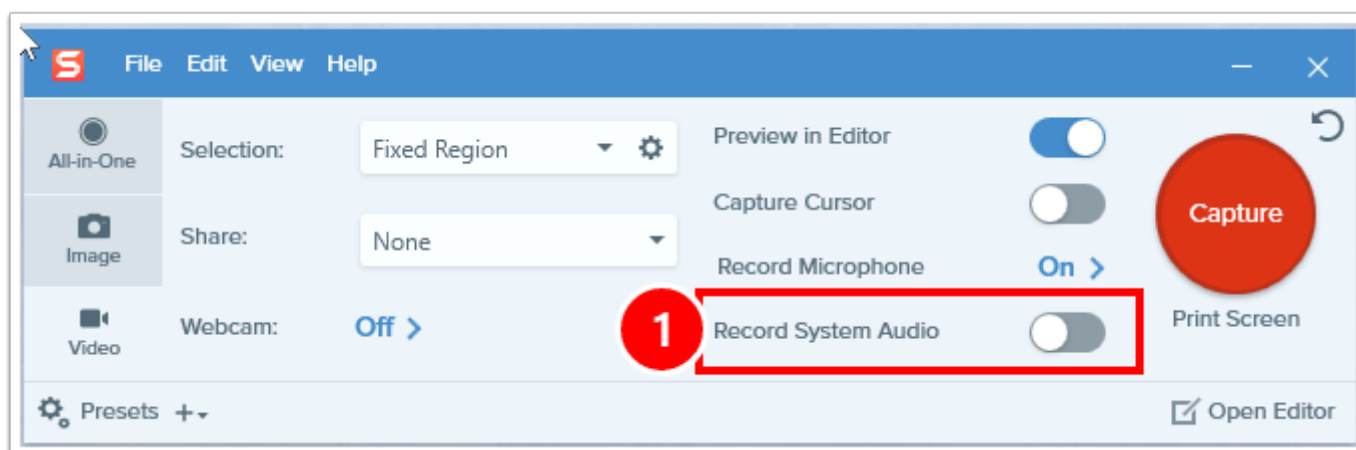 S File Edit View Help
All-in-One
Image
Video
Selection: Fixed Region
Share: None
Webcam: Off >
Preview in Editor
Capture Cursor
Record Microphone On >
1 Record System Audio
Capture
Print Screen
Presets +
Open Editor